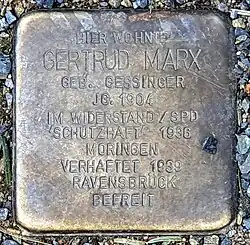 HIER WOHNTE
GERTRUD MARX
GEB. GESSINGER
JG. 1904
IM WIDERSTAND/SPD
SCHUTZHAFT 1936
MORINGEN
VERHAFTET 1939
RAVENSBRÜCK
BEFREIT